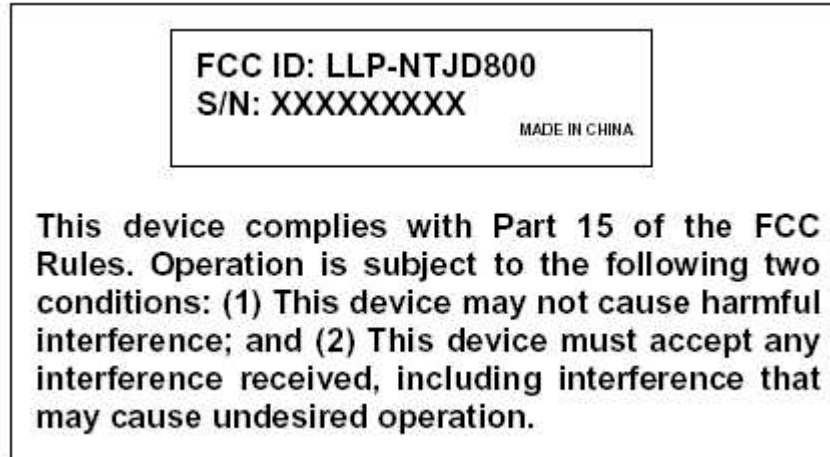 FCC ID: LLP-NTJD800
S/N: XXXXXXXXX
MADE IN CHINA
This device complies with Part 15 of the FCC
Rules. Operation is subject to the following two
conditions: (1) This device may not cause harmful
interference; and (2) This device must accept any
interference received, including interference that
may cause undesired operation.